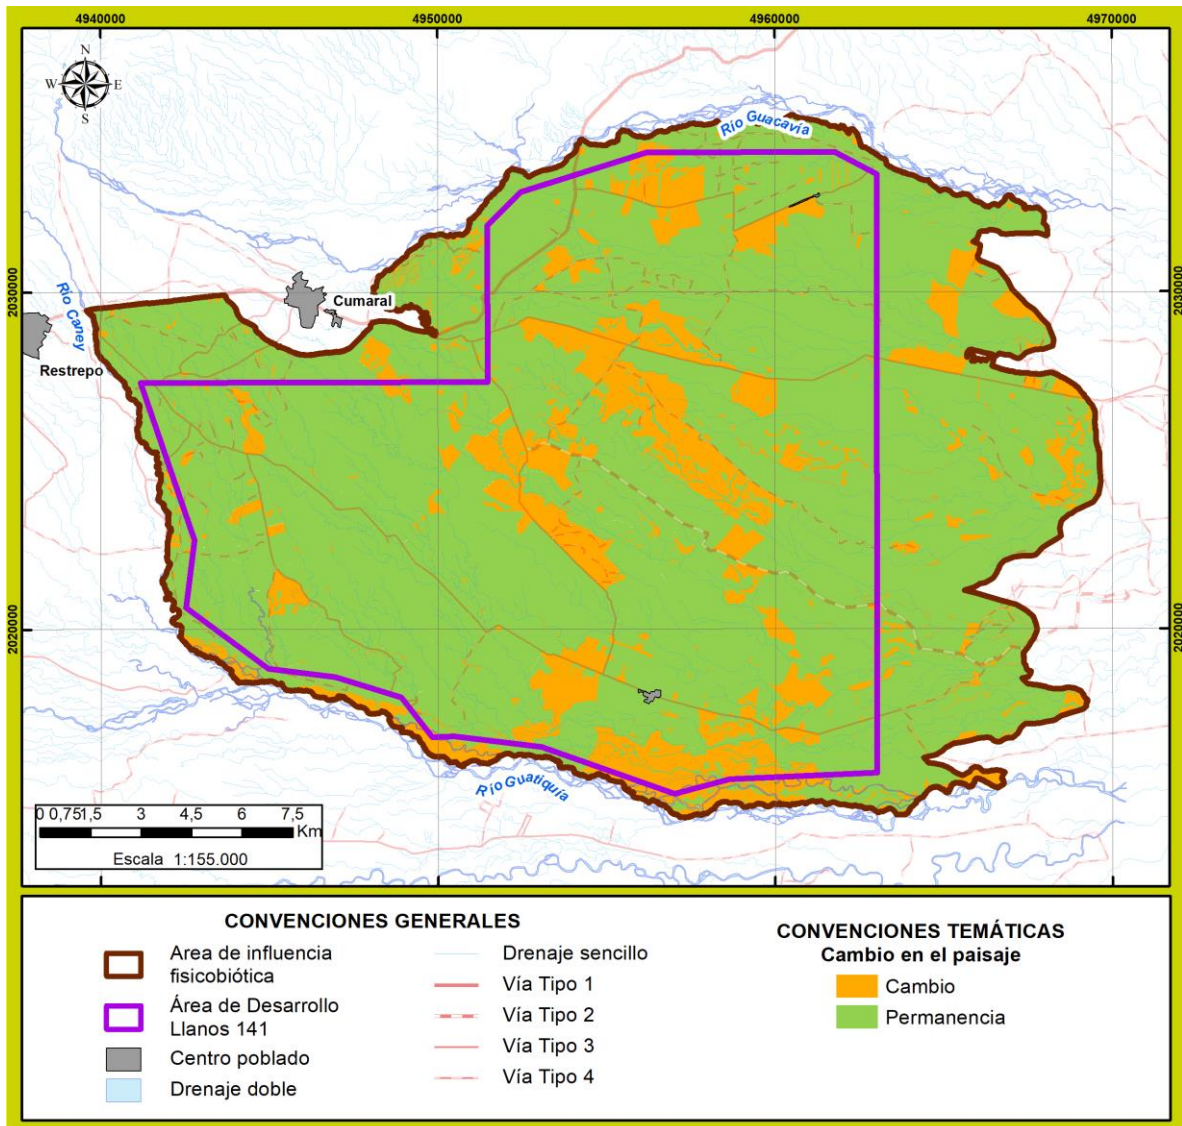 4940000
4950000
4960000
4970000
N
W
E
S
Río Guacavía
2030000
2030000
Río Caney
Cumaral
Restrepo
2020000
2020000
Río Guatiquía
0 0,751,5 3 4,5 6 7,5
Km
Escala 1:155.000
CONVENCIONES GENERALES
Area de influencia
fisicobiótica
Área de Desarrollo
Llanos 141
Centro poblado
Drenaje doble
Drenaje sencillo
Vía Tipo 1
Vía Tipo 2
Vía Tipo 3
Vía Tipo 4
CONVENCIONES TEMÁTICAS
Cambio en el paisaje
Cambio
Permanencia